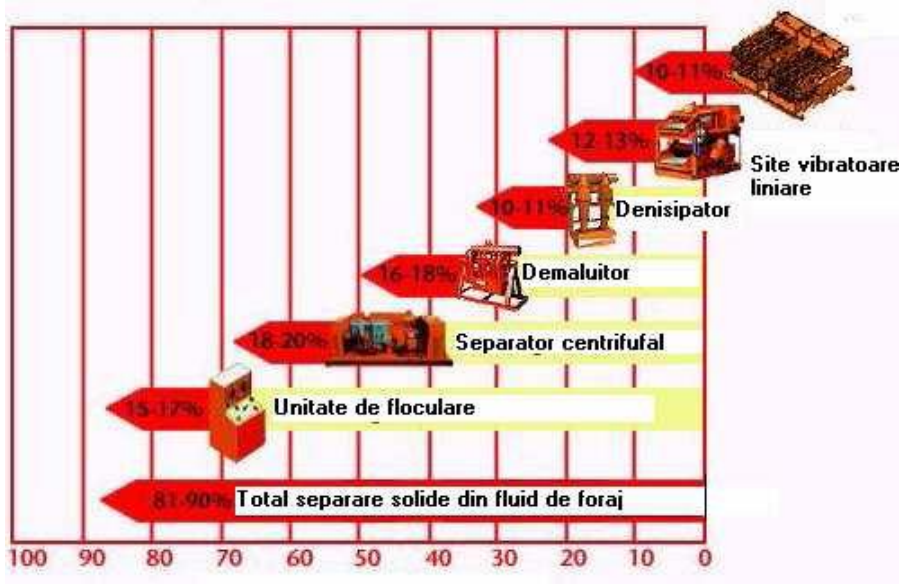 10-11%
12-13%
Site vibratoare
liniare
10-11%
Denisipator
16-18%
Demaluitor
18-20%
Separator centrifufal
15-17%
Unitate de floculare
81-90%
Total separare solide din fluid de foraj
100 90 80 70 60 50 40 30 20 10 0